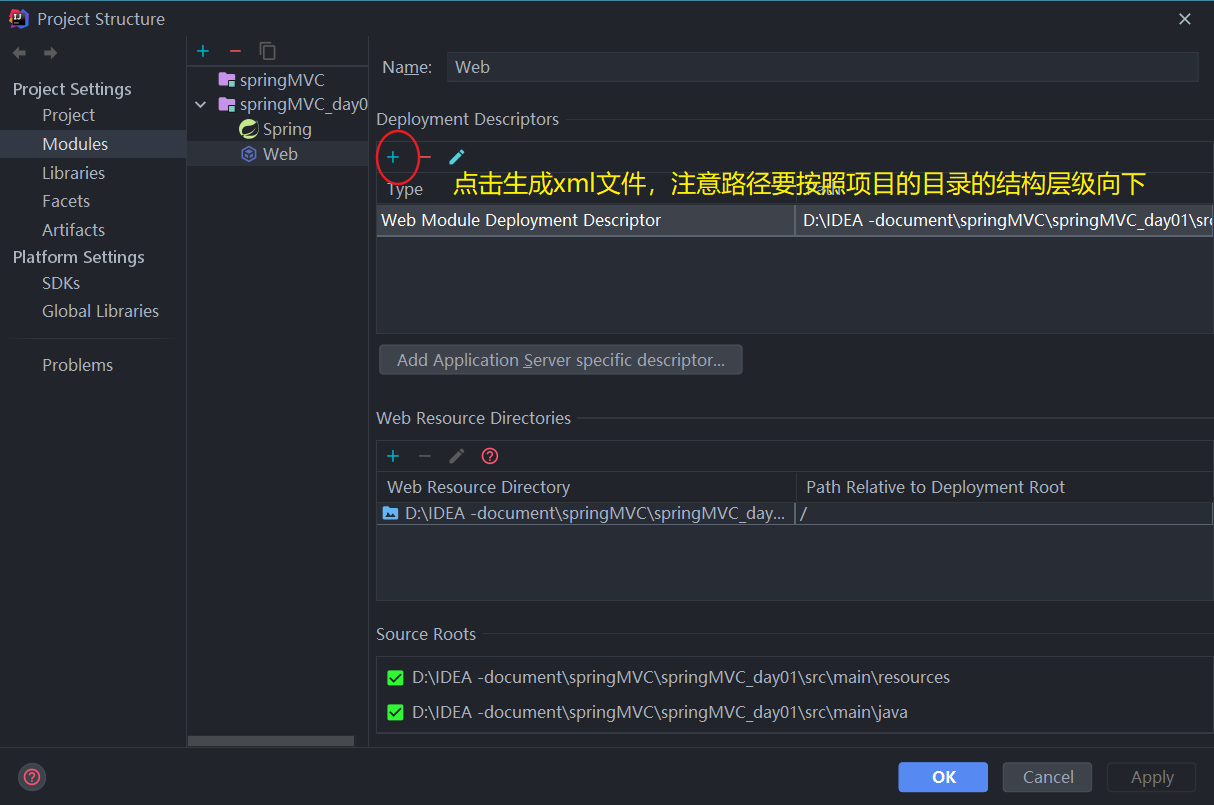 Project Structure
Project Settings
Project
Modules
Libraries
Facets
Artifacts
Platform Settings
SDKs
Global Libraries
Problems
springMVC
springMVC_day0
Spring
Web
Name: Web
Deployment Descriptors
点击生成xml文件，注意路径要按照项目的目录的结构层级向下
Type
Web Module Deployment Descriptor D:\IDEA -document\springMVC\springMVC_day01\src
Add Application Server specific descriptor...
Web Resource Directories
Web Resource Directory Path Relative to Deployment Root
D:\IDEA -document\springMVC\springMVC_day... /
Source Roots
D:\IDEA -document\springMVC\springMVC_day01\src\main\resources
D:\IDEA -document\springMVC\springMVC_day01\src\main\java
OK Cancel Apply